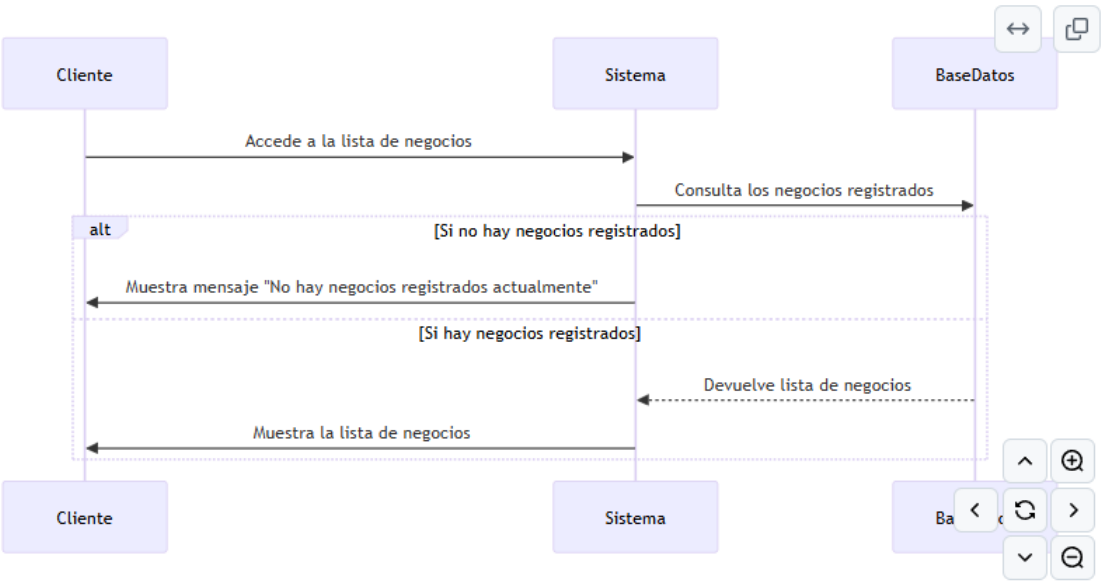 Cliente
Sistema
BaseDatos
Accede a la lista de negocios
Consulta los negocios registrados
alt
[Si no hay negocios registrados]
Muestra mensaje "No hay negocios registrados actualmente"
[Si hay negocios registrados]
Devuelve lista de negocios
Muestra la lista de negocios
Cliente
Sistema